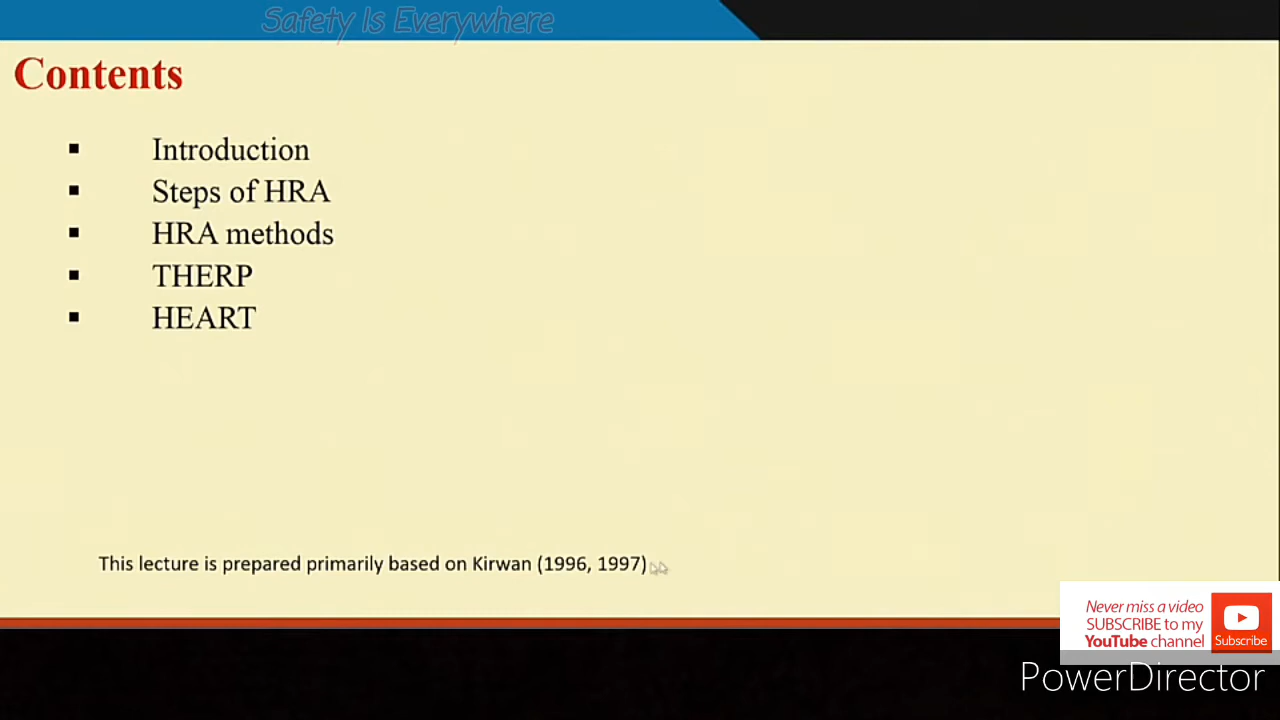 Safety Is Everywhere
Contents
▪ Introduction
▪ Steps of HRA
▪ HRA methods
▪ THERP
▪ HEART
This lecture is prepared primarily based on Kirwan (1996, 1997)
Never miss a video
SUBSCRIBE to my
YouTube channel
Subscribe
PowerDirector